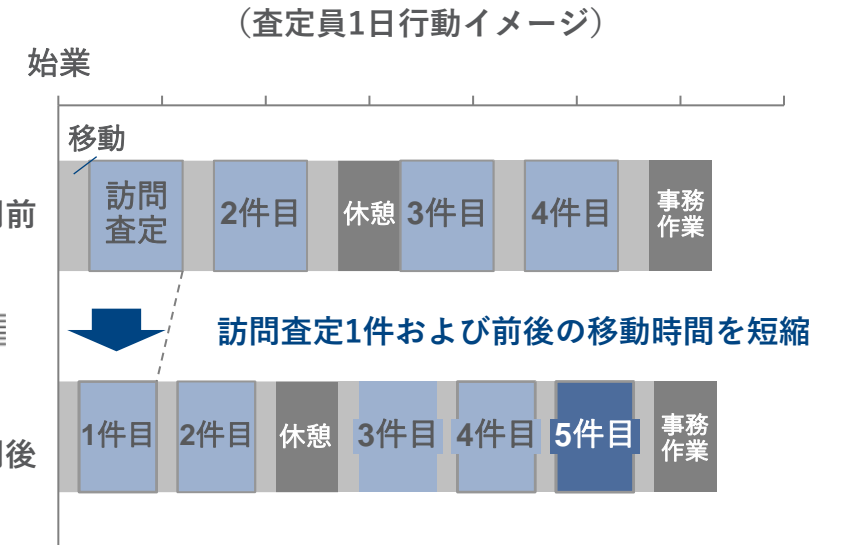 （査定員1日行動イメージ）
始業
移動
前
訪問
査定
2件目
休憩
3件目
4件目
事務
作業
訪問査定1件および前後の移動時間を短縮
後
1件目
2件目
休憩
3件目
4件目
5件目
事務
作業